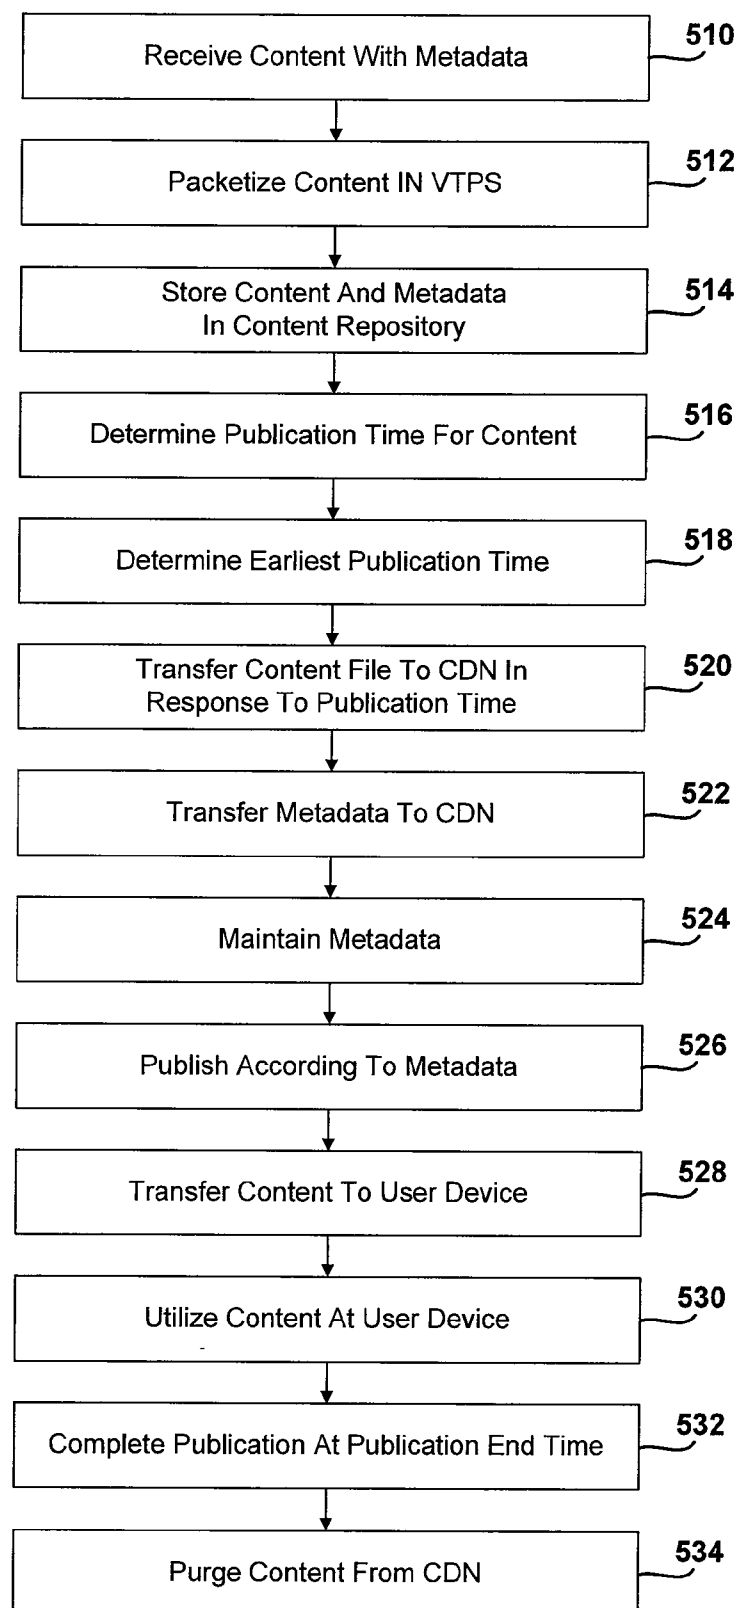 Receive Content With Metadata
510
Packetize Content IN VTPS
512
Store Content And Metadata
In Content Repository
514
Determine Publication Time For Content
516
Determine Earliest Publication Time
518
Transfer Content File To CDN In
Response To Publication Time
520
Transfer Metadata To CDN
522
Maintain Metadata
524
Publish According To Metadata
526
Transfer Content To User Device
528
Utilize Content At User Device
530
Complete Publication At Publication End Time
532
Purge Content From CDN
534